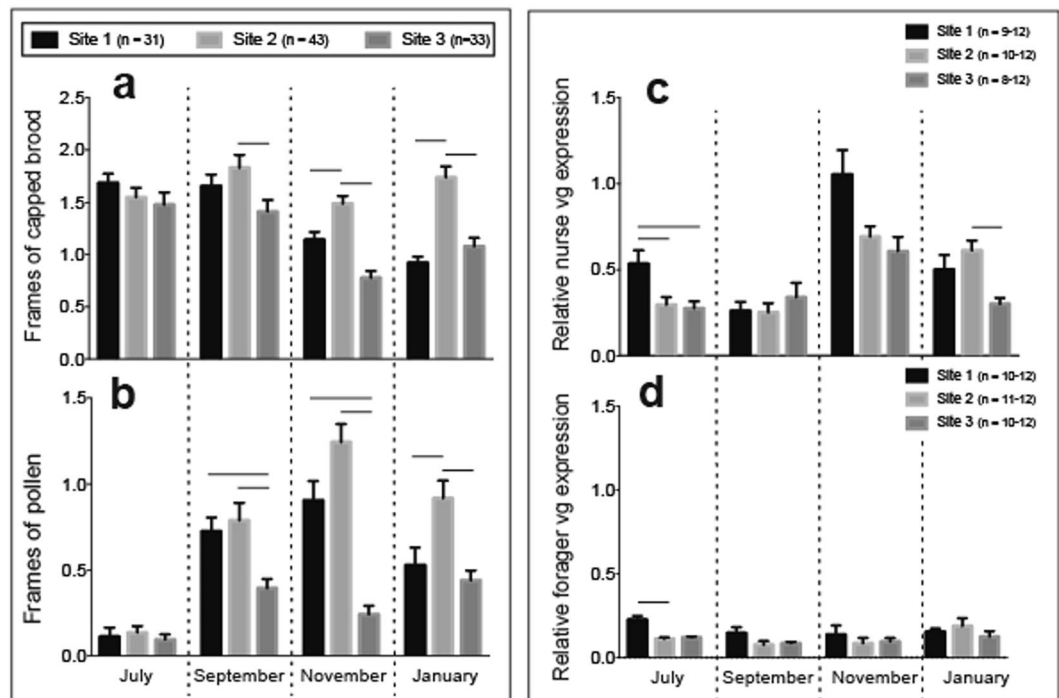 Site 1 (n = 31) Site 2 (n = 43) Site 3 (n=33)
a
Frames of capped brood
2.5
2.0
1.5
1.0
0.5
0.0
b
Frames of pollen
1.5
1.0
0.5
0.0
July September November January
Site 1 (n = 9-12)
Site 2 (n = 10-12)
Site 3 (n = 8-12)
c
Relative nurse vg expression
1.5
1.0
0.5
0.0
Site 1 (n = 10-12)
Site 2 (n = 11-12)
Site 3 (n = 10-12)
d
Relative forager vg expression
1.5
1.0
0.5
0.0
July September November January